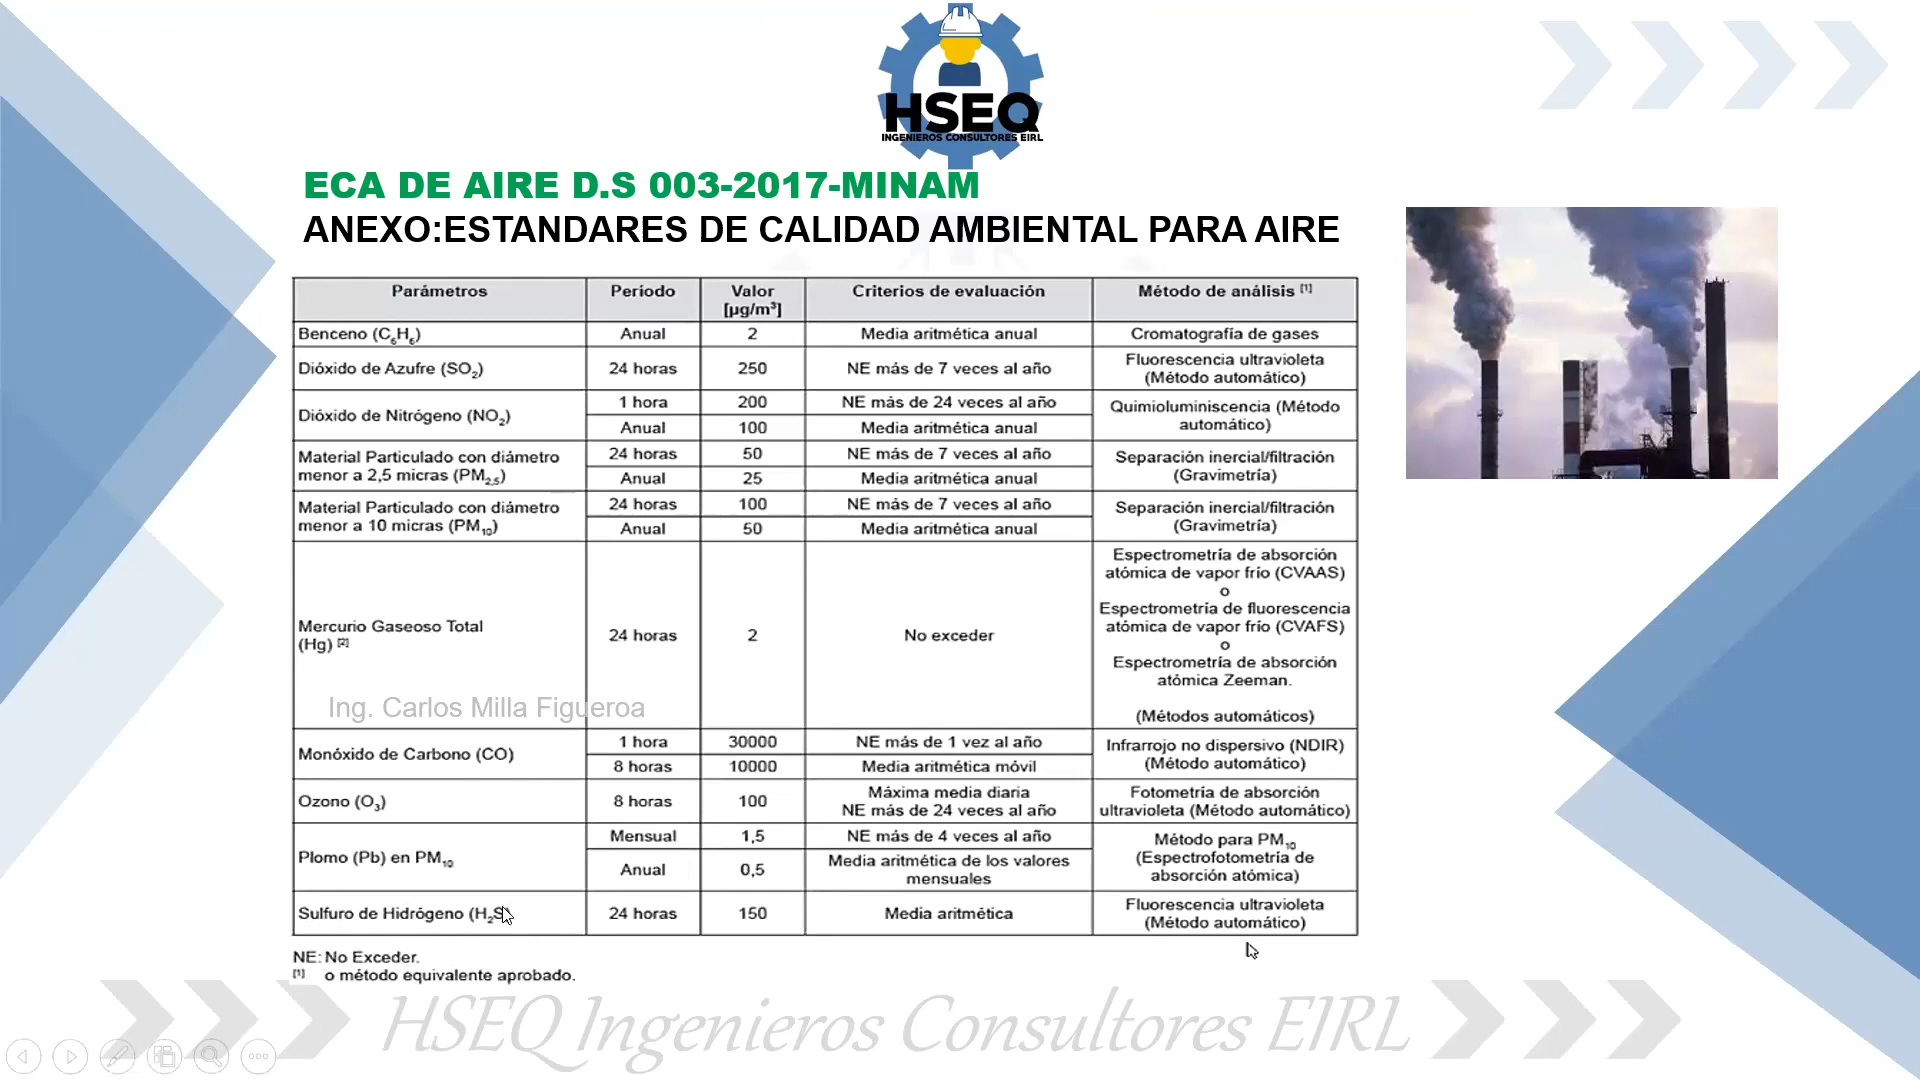 HSEQ
INGENIEROS CONSULTORES EIRL
ECA DE AIRE D.S 003-2017-MINAM
ANEXO:ESTANDARES DE CALIDAD AMBIENTAL PARA AIRE
Parámetros Período Valor [µg/m³] Criterios de evaluación Método de análisis [1]
Benceno (C₆H₆) Anual 2 Media aritmética anual Cromatografía de gases
Dióxido de Azufre (SO₂) 24 horas 250 NE más de 7 veces al año Fluorescencia ultravioleta
(Método automático)
Dióxido de Nitrógeno (NO₂) 1 hora 200 NE más de 24 veces al año Quimioluminiscencia (Método
automático)
Anual 100 Media aritmética anual
Material Particulado con diámetro
menor a 2,5 micras (PM₂,₅) 24 horas 50 NE más de 7 veces al año Separación inercial/filtración
(Gravimetría)
Anual 25 Media aritmética anual
Material Particulado con diámetro
menor a 10 micras (PM₁₀) 24 horas 100 NE más de 7 veces al año Separación inercial/filtración
(Gravimetría)
Anual 50 Media aritmética anual
Mercurio Gaseoso Total
(Hg) [2] 24 horas 2 No exceder Espectrometría de absorción
atómica de vapor frío (CVAAS)
o
Espectrometría de fluorescencia
atómica de vapor frío (CVAFS)
o
Espectrometría de absorción
atómica Zeeman.
(Métodos automáticos)
Ing. Carlos Milla Figueroa
Monóxido de Carbono (CO) 1 hora 30000 NE más de 1 vez al año Infrarrojo no dispersivo (NDIR)
(Método automático)
8 horas 10000 Media aritmética móvil
Ozono (O₃) 8 horas 100 Máxima media diaria
NE más de 24 veces al año Fotometría de absorción
ultravioleta (Método automático)
Plomo (Pb) en PM₁₀ Mensual 1,5 NE más de 4 veces al año Método para PM₁₀
(Espectrofotometría de
absorción atómica)
Anual 0,5 Media aritmética de los valores
mensuales
Sulfuro de Hidrógeno (H₂S) 24 horas 150 Media aritmética Fluorescencia ultravioleta
(Método automático)
NE: No Exceder.
[1] o método equivalente aprobado.
HSEQ Ingenieros Consultores EIRL